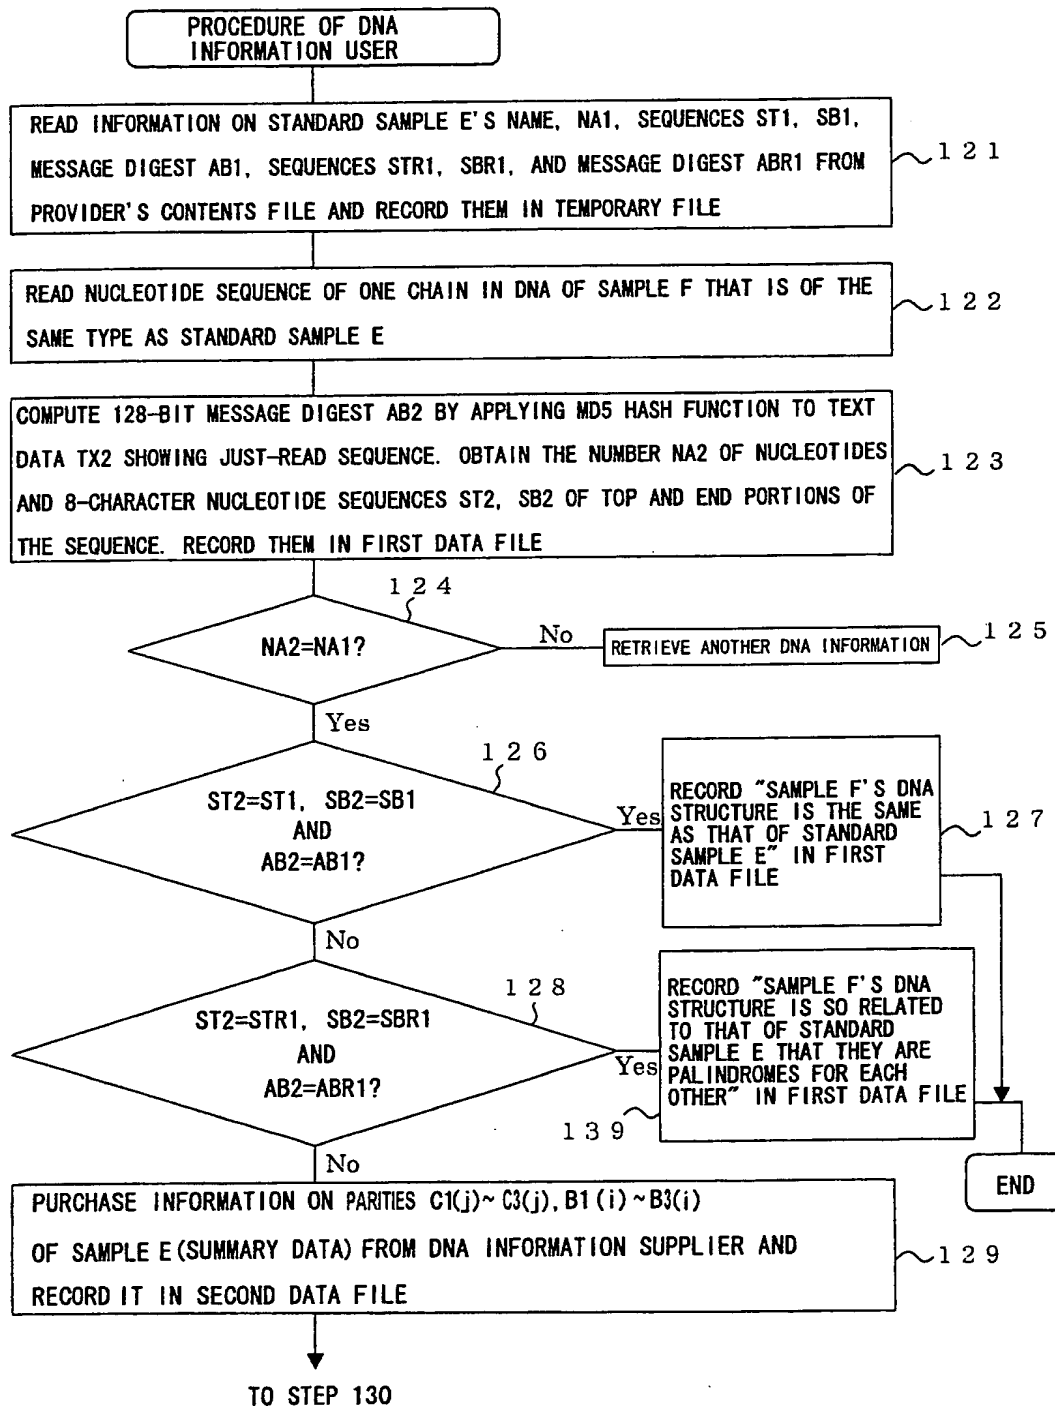 PROCEDURE OF DNA
INFORMATION USER
READ INFORMATION ON STANDARD SAMPLE E'S NAME, NA1, SEQUENCES ST1, SB1,
MESSAGE DIGEST AB1, SEQUENCES STR1, SBR1, AND MESSAGE DIGEST ABR1 FROM
PROVIDER'S CONTENTS FILE AND RECORD THEM IN TEMPORARY FILE
121
READ NUCLEOTIDE SEQUENCE OF ONE CHAIN IN DNA OF SAMPLE F THAT IS OF THE
SAME TYPE AS STANDARD SAMPLE E
122
COMPUTE 128-BIT MESSAGE DIGEST AB2 BY APPLYING MD5 HASH FUNCTION TO TEXT
DATA TX2 SHOWING JUST-READ SEQUENCE. OBTAIN THE NUMBER NA2 OF NUCLEOTIDES
AND 8-CHARACTER NUCLEOTIDE SEQUENCES ST2, SB2 OF TOP AND END PORTIONS OF
THE SEQUENCE. RECORD THEM IN FIRST DATA FILE
123
124
NA2=NA1?
No
RETRIEVE ANOTHER DNA INFORMATION
125
Yes
126
ST2=ST1, SB2=SB1
AND
AB2=AB1?
Yes
RECORD "SAMPLE F'S DNA
STRUCTURE IS THE SAME
AS THAT OF STANDARD
SAMPLE E" IN FIRST
DATA FILE
127
No
128
ST2=STR1, SB2=SBR1
AND
AB2=ABR1?
Yes
RECORD "SAMPLE F'S DNA
STRUCTURE IS SO RELATED
TO THAT OF STANDARD
SAMPLE E THAT THEY ARE
PALINDROMES FOR EACH
OTHER" IN FIRST DATA FILE
139
END
No
PURCHASE INFORMATION ON PARITIES C1(j)~C3(j), B1(i)~B3(i)
OF SAMPLE E(SUMMARY DATA) FROM DNA INFORMATION SUPPLIER AND
RECORD IT IN SECOND DATA FILE
129
TO STEP 130